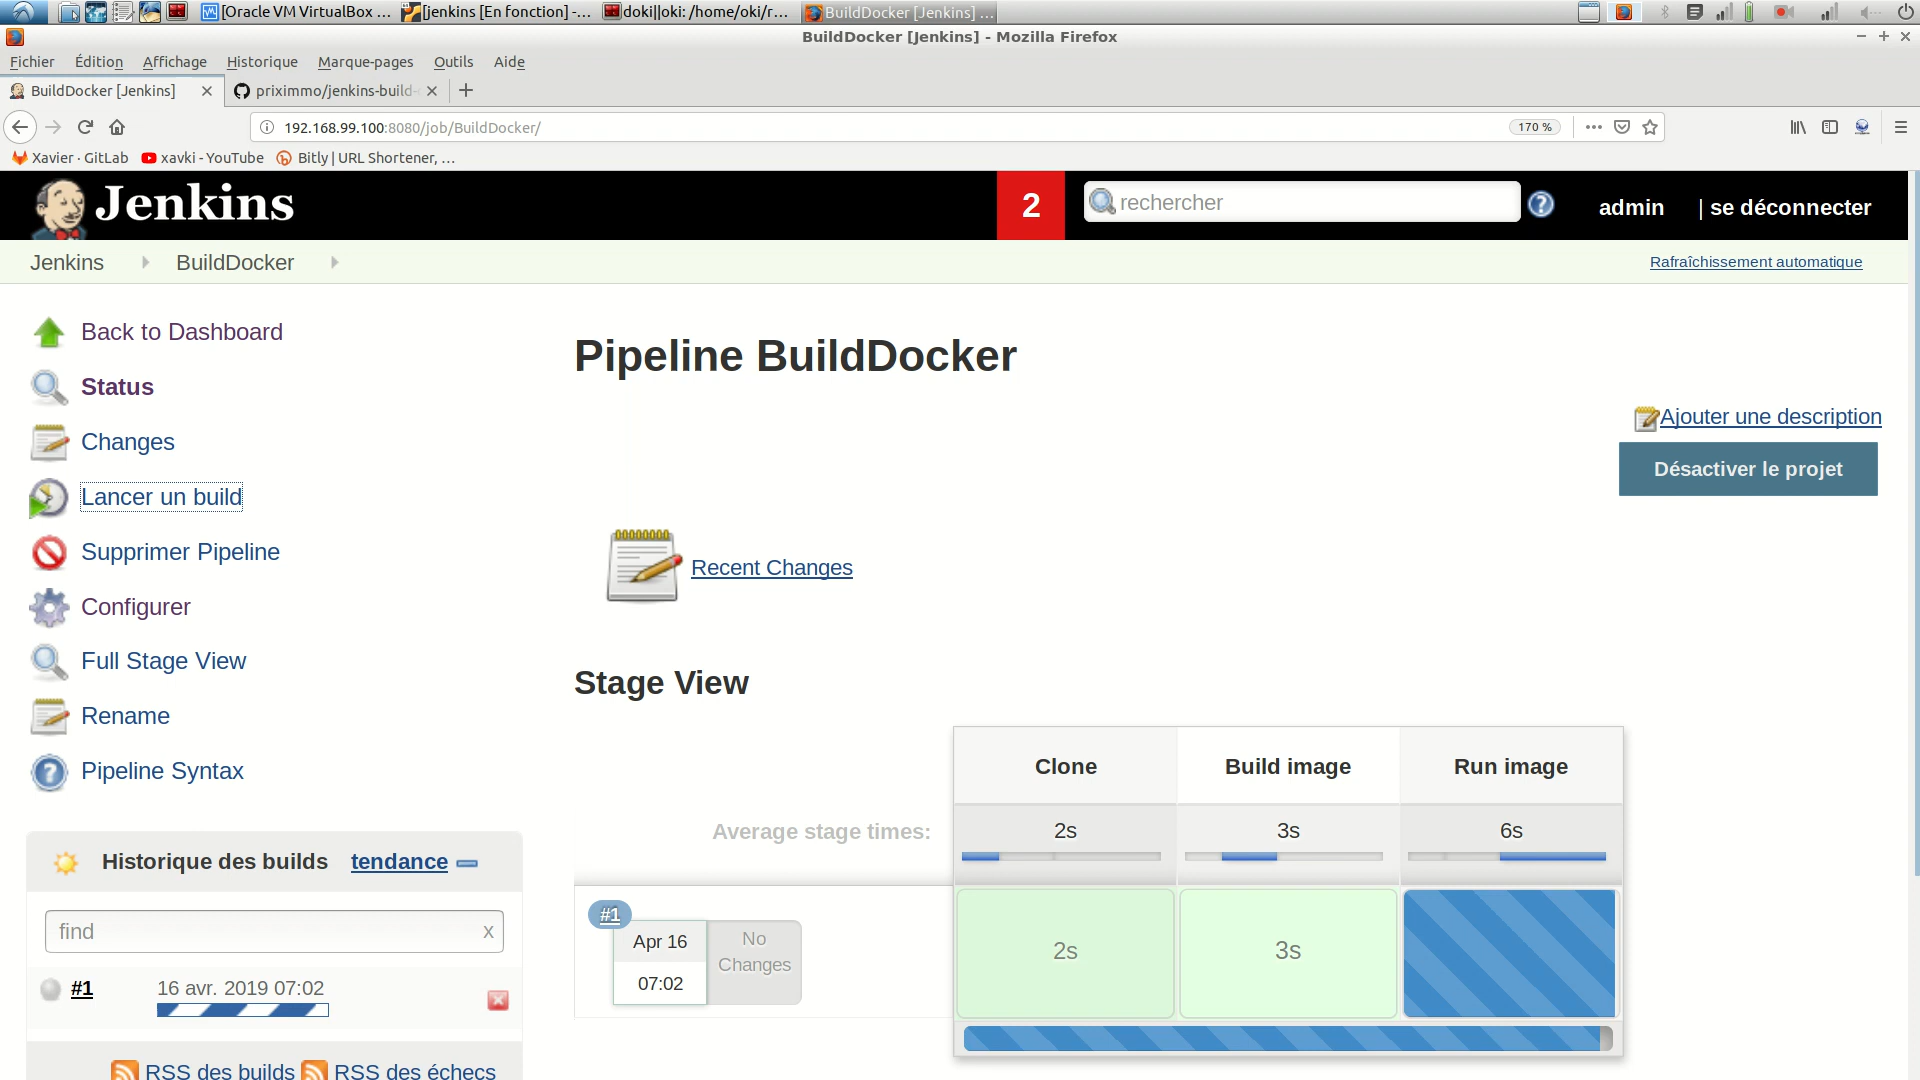 [Oracle VM VirtualBox ... [jenkins [En fonction] -... doki||oki: /home/oki/r... BuildDocker [Jenkins] ...
BuildDocker [Jenkins] - Mozilla Firefox
Fichier Édition Affichage Historique Marque-pages Outils Aide
BuildDocker [Jenkins] priximmo/jenkins-build-
192.168.99.100:8080/job/BuildDocker/ 170 %
Xavier · GitLab xavki - YouTube Bitly | URL Shortener, ...
Jenkins 2 rechercher admin | se déconnecter
Jenkins BuildDocker Rafraîchissement automatique
Back to Dashboard
Status
Changes
Lancer un build
Supprimer Pipeline
Configurer
Full Stage View
Rename
Pipeline Syntax
Historique des builds tendance
find x
#1 16 avr. 2019 07:02
RSS des builds RSS des échecs
Pipeline BuildDocker
Ajouter une description
Désactiver le projet
Recent Changes
Stage View
Clone Build image Run image
Average stage times: 2s 3s 6s
#1
Apr 16
07:02
No
Changes
2s 3s